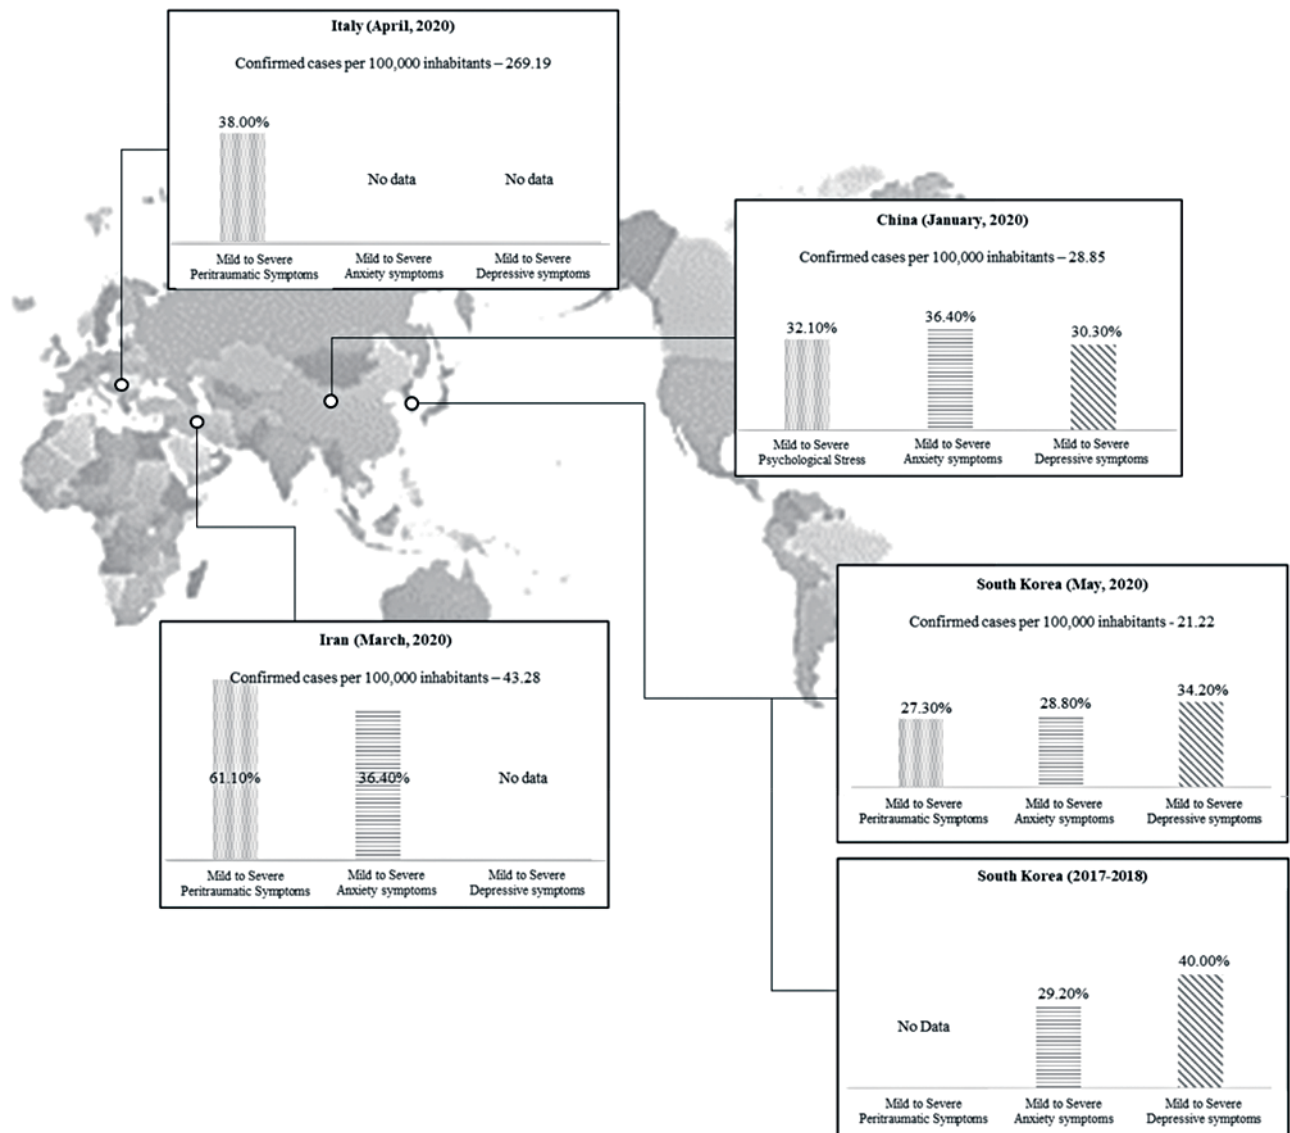 Italy (April, 2020)
Confirmed cases per 100,000 inhabitants – 269.19
38.00%
No data
No data
Mild to Severe
Peritraumatic Symptoms
Mild to Severe
Anxiety symptoms
Mild to Severe
Depressive symptoms
China (January, 2020)
Confirmed cases per 100,000 inhabitants – 28.85
32.10%
36.40%
30.30%
Mild to Severe
Psychological Stress
Mild to Severe
Anxiety symptoms
Mild to Severe
Depressive symptoms
Iran (March, 2020)
Confirmed cases per 100,000 inhabitants – 43.28
61.10%
36.40%
No data
Mild to Severe
Peritraumatic Symptoms
Mild to Severe
Anxiety symptoms
Mild to Severe
Depressive symptoms
South Korea (May, 2020)
Confirmed cases per 100,000 inhabitants - 21.22
27.30%
28.80%
34.20%
Mild to Severe
Peritraumatic Symptoms
Mild to Severe
Anxiety symptoms
Mild to Severe
Depressive symptoms
South Korea (2017-2018)
No Data
29.20%
40.00%
Mild to Severe
Peritraumatic Symptoms
Mild to Severe
Anxiety symptoms
Mild to Severe
Depressive symptoms